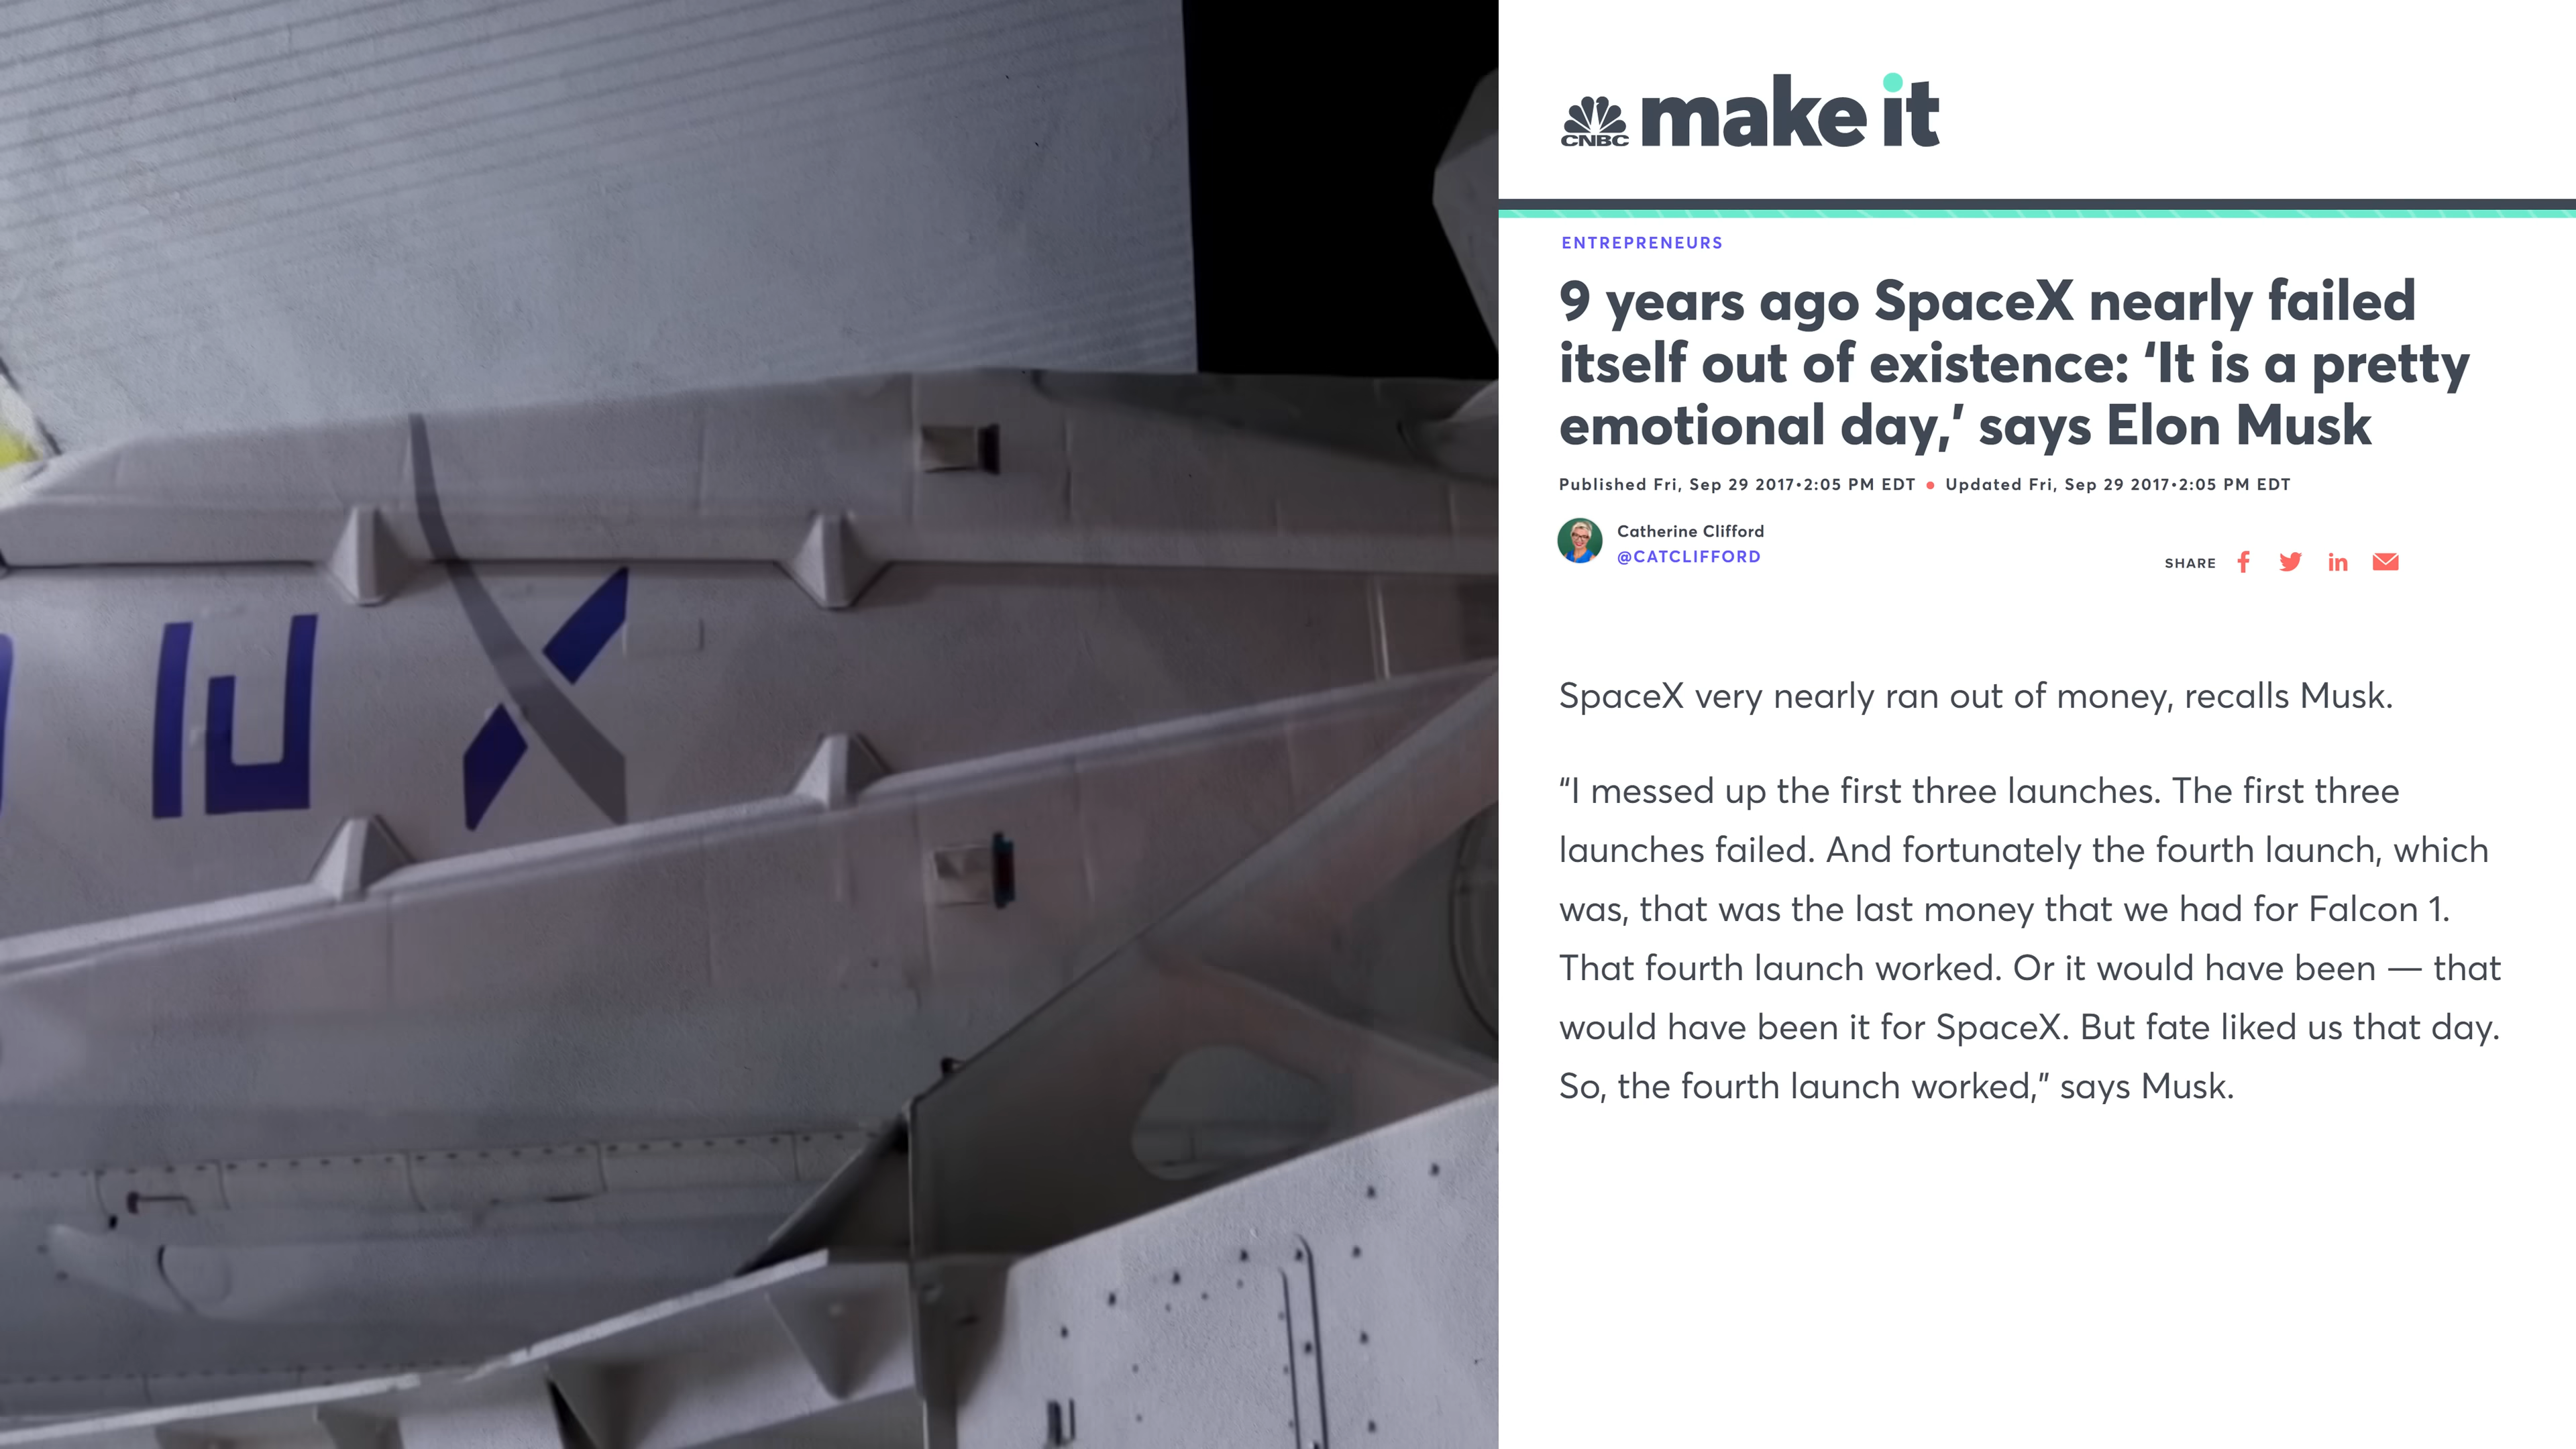 CNBC make it
ENTREPRENEURS
9 years ago SpaceX nearly failed
itself out of existence: ‘It is a pretty
emotional day,’ says Elon Musk
Published Fri, Sep 29 2017•2:05 PM EDT • Updated Fri, Sep 29 2017•2:05 PM EDT
Catherine Clifford
@CATCLIFFORD
SHARE
SpaceX very nearly ran out of money, recalls Musk.
“I messed up the first three launches. The first three
launches failed. And fortunately the fourth launch, which
was, that was the last money that we had for Falcon 1.
That fourth launch worked. Or it would have been — that
would have been it for SpaceX. But fate liked us that day.
So, the fourth launch worked,” says Musk.